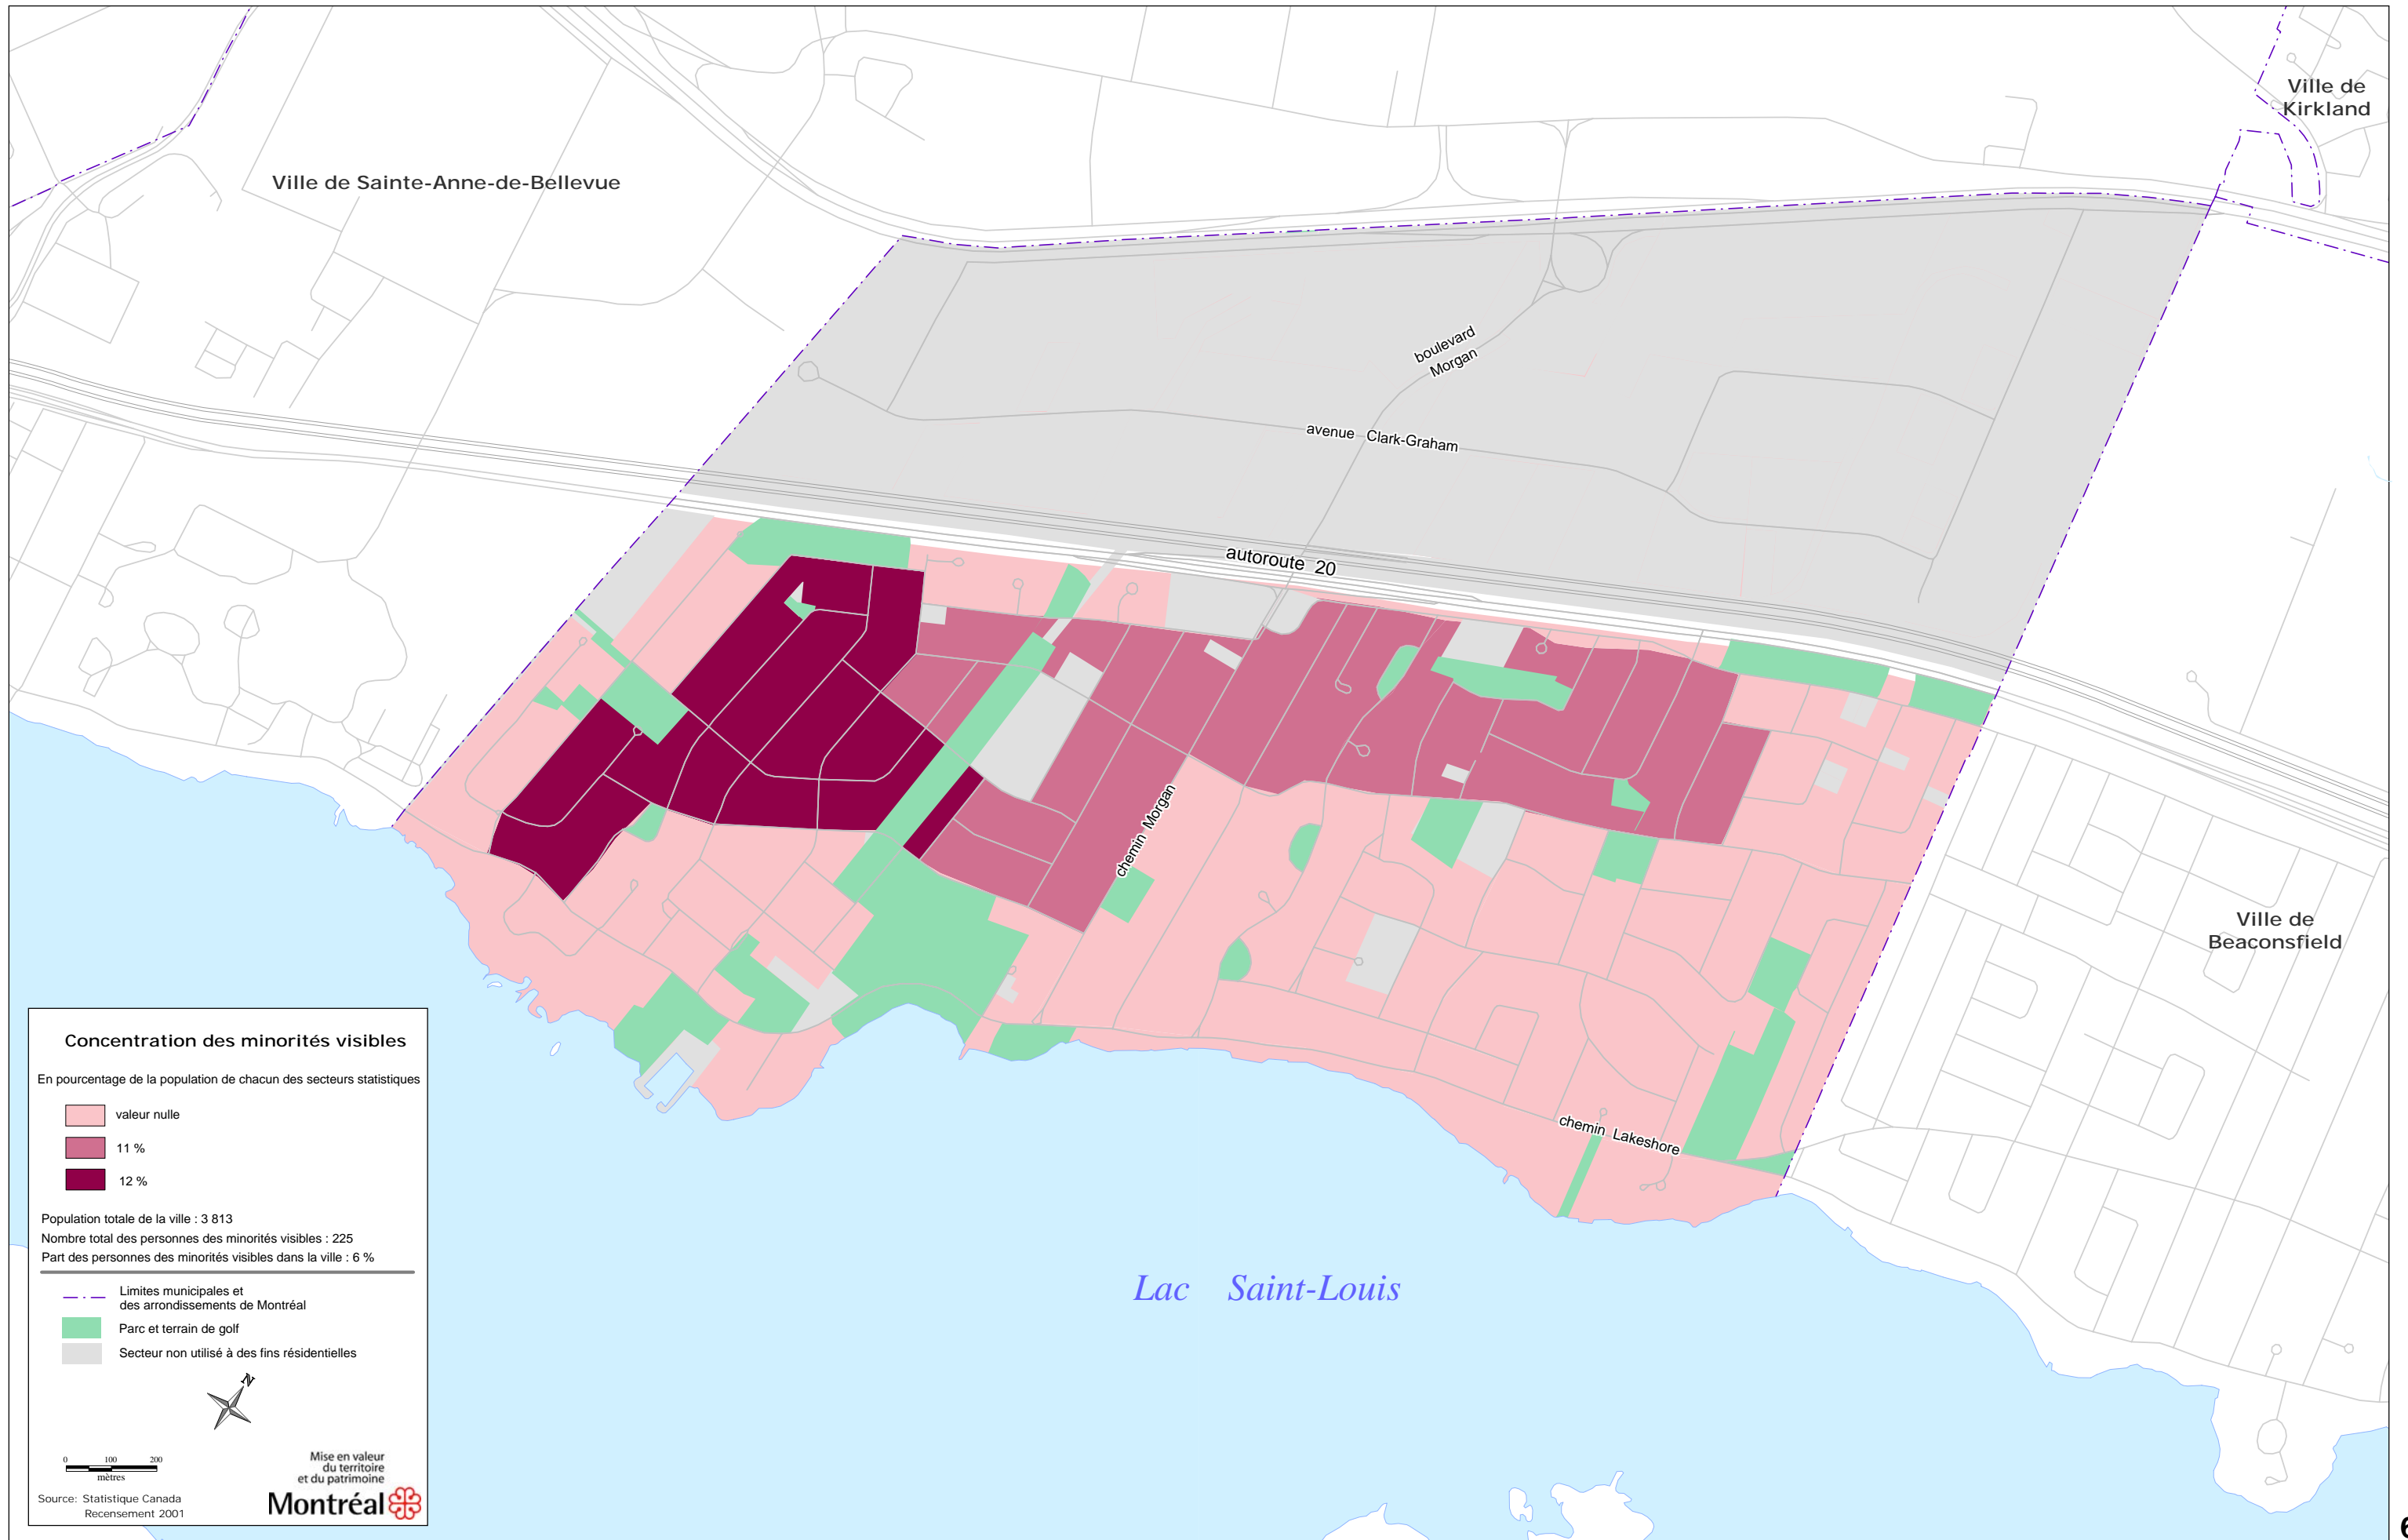 Ville de
Kirkland
Ville de Sainte-Anne-de-Bellevue
boulevard
Morgan
avenue Clark-Graham
autoroute 20
chemin Morgan
Ville de
Beaconsfield
chemin Lakeshore
Lac Saint-Louis
Concentration des minorités visibles
En pourcentage de la population de chacun des secteurs statistiques
valeur nulle
11 %
12 %
Population totale de la ville : 3 813
Nombre total des personnes des minorités visibles : 225
Part des personnes des minorités visibles dans la ville : 6 %
Limites municipales et
des arrondissements de Montréal
Parc et terrain de golf
Secteur non utilisé à des fins résidentielles
N
0 100 200
mètres
Mise en valeur
du territoire
et du patrimoine
Montréal
Source: Statistique Canada
Recensement 2001